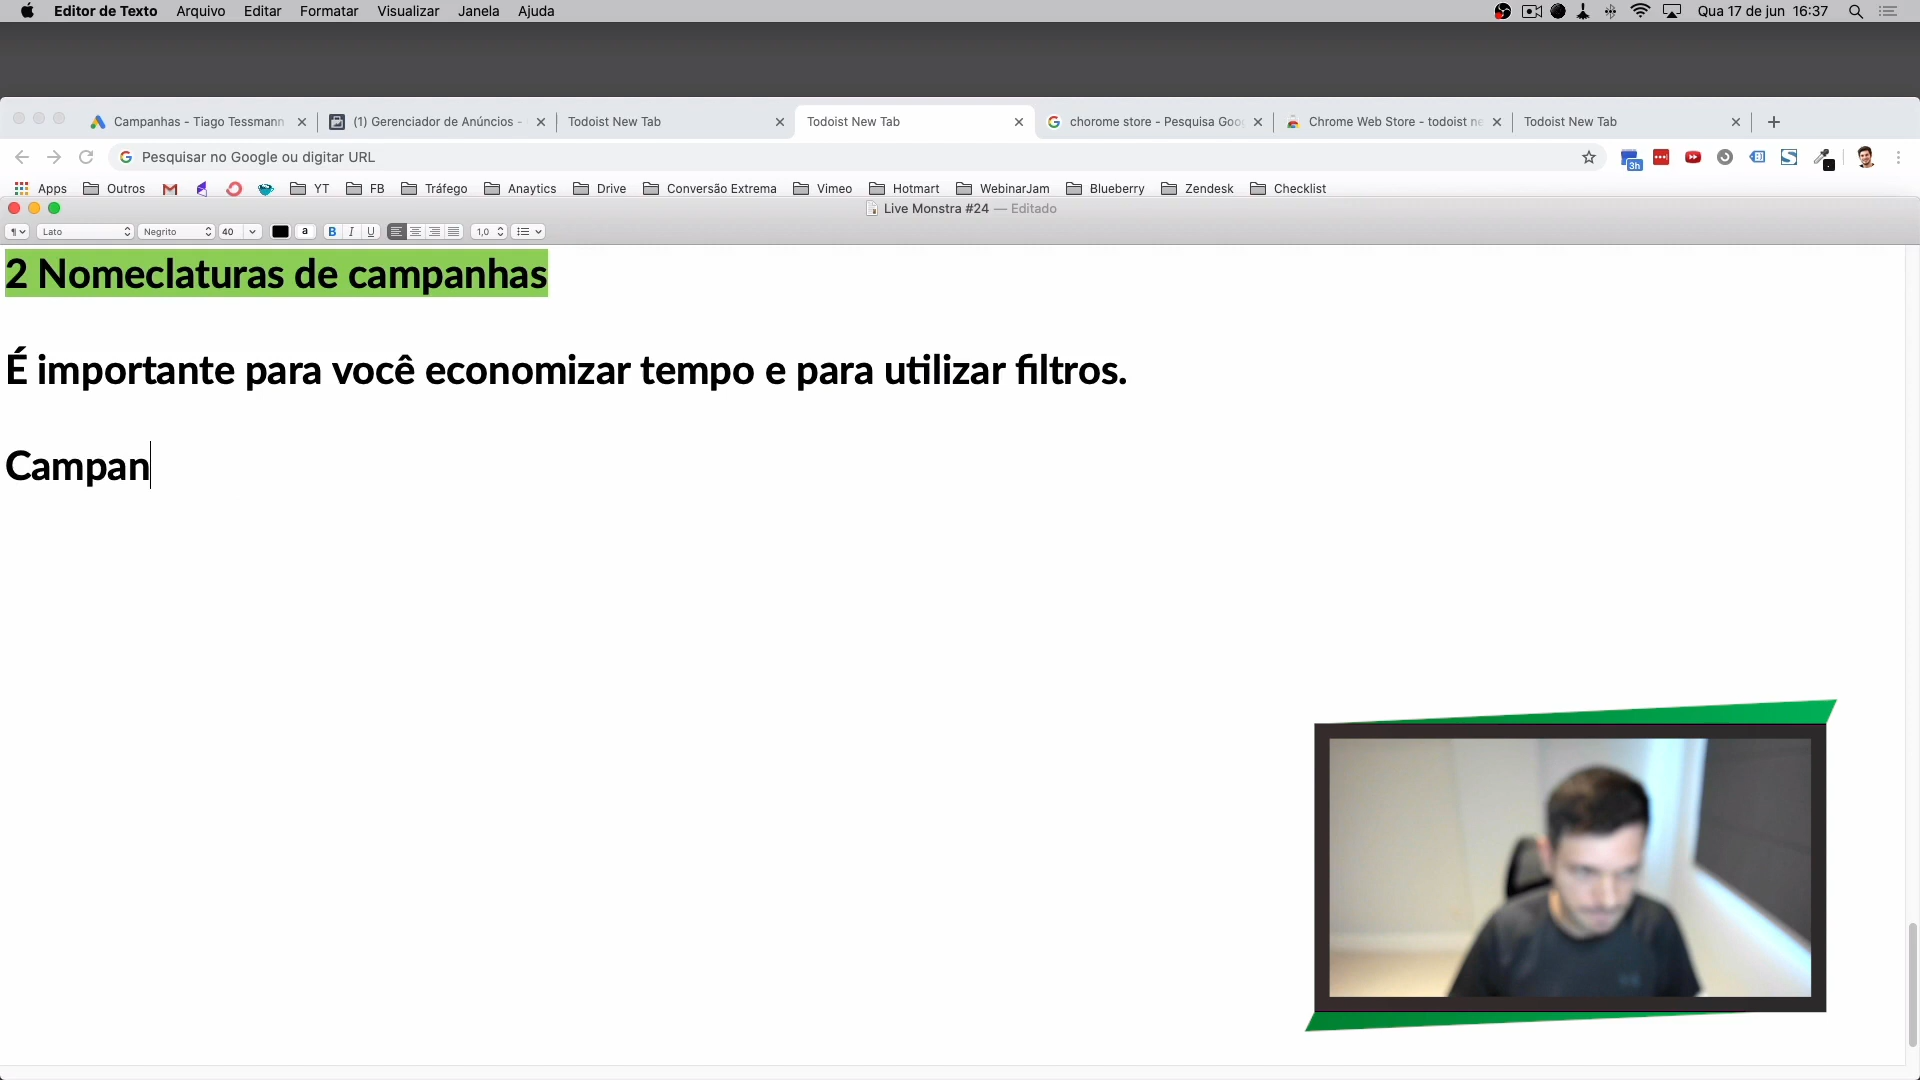 Editor de Texto Arquivo Editar Formatar Visualizar Janela Ajuda Qua 17 de jun 16:37
Campanhas - Tiago Tessmann (1) Gerenciador de Anúncios - Todoist New Tab Todoist New Tab chorome store - Pesquisa Goo Chrome Web Store - todoist ne Todoist New Tab
Pesquisar no Google ou digitar URL 3h
Apps Outros YT FB Tráfego Anaytics Drive Conversão Extrema Vimeo Hotmart WebinarJam Blueberry Zendesk Checklist
Live Monstra #24 — Editado
¶ Lato Negrito 40 a B I U 1,0
2 Nomeclaturas de campanhas
É importante para você economizar tempo e para utilizar filtros.
Campan